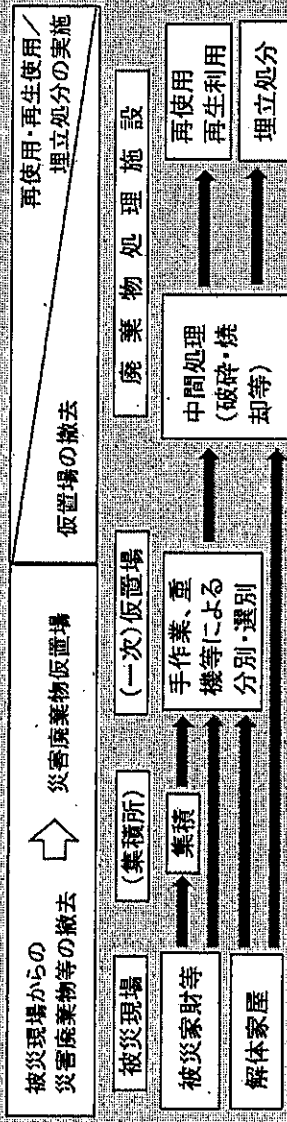 被災現場からの
災害廃棄物等の撤去
災害廃棄物仮置場
仮置場の撤去
再使用・再生使用/
埋立処分の実施
被災現場
(集積所)
(一次)仮置場
廃棄物処理施設
被災家財等
集積
手作業、重
機等による
分別・選別
中間処理
(破砕・焼
却等)
再使用
再生利用
解体家屋
埋立処分